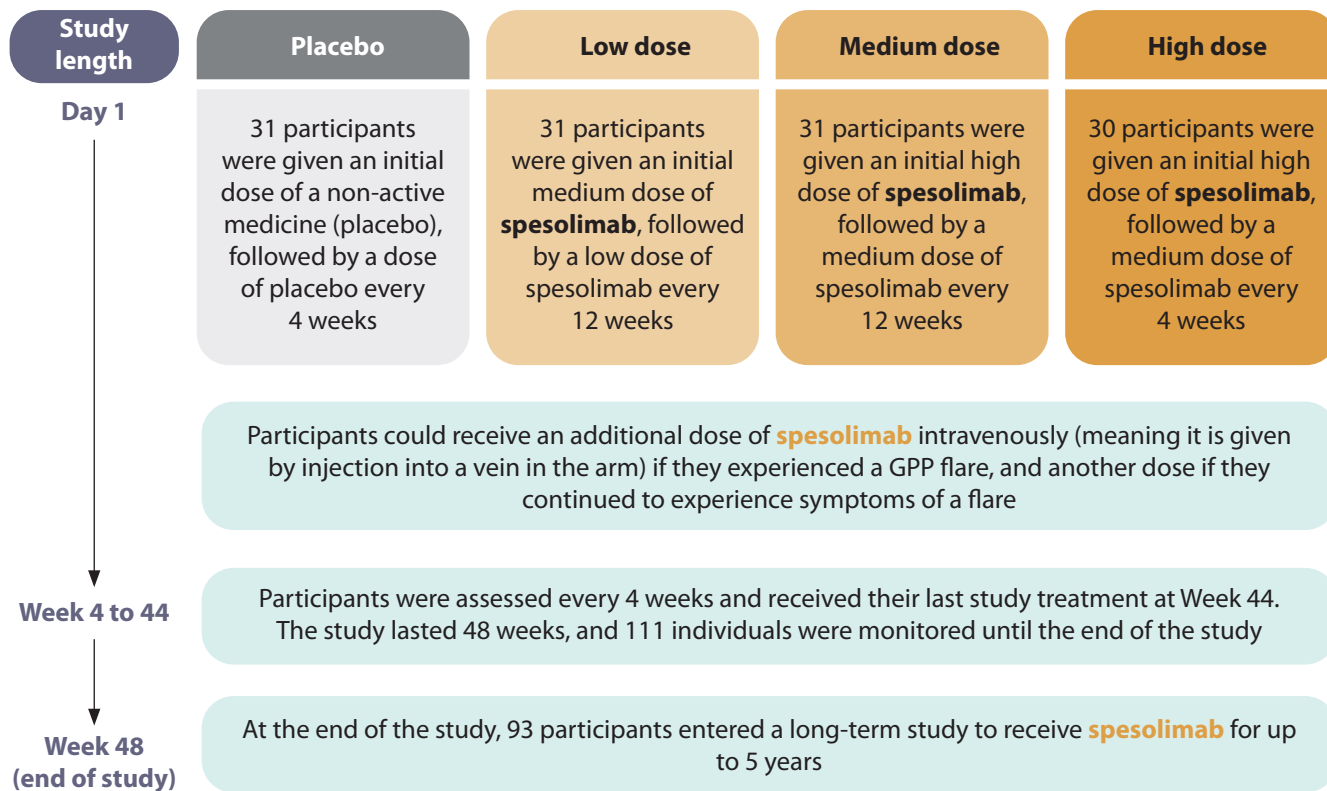 Study
length
Placebo
Low dose
Medium dose
High dose
Day 1
31 participants
were given an initial
dose of a non-active
medicine (placebo),
followed by a dose
of placebo every
4 weeks
31 participants
were given an initial
medium dose of
spesolimab, followed
by a low dose of
spesolimab every
12 weeks
31 participants were
given an initial high
dose of spesolimab,
followed by a
medium dose of
spesolimab every
12 weeks
30 participants were
given an initial high
dose of spesolimab,
followed by a
medium dose of
spesolimab every
4 weeks
Participants could receive an additional dose of spesolimab intravenously (meaning it is given
by injection into a vein in the arm) if they experienced a GPP flare, and another dose if they
continued to experience symptoms of a flare
Week 4 to 44
Participants were assessed every 4 weeks and received their last study treatment at Week 44.
The study lasted 48 weeks, and 111 individuals were monitored until the end of the study
Week 48
(end of study)
At the end of the study, 93 participants entered a long-term study to receive spesolimab for up
to 5 years